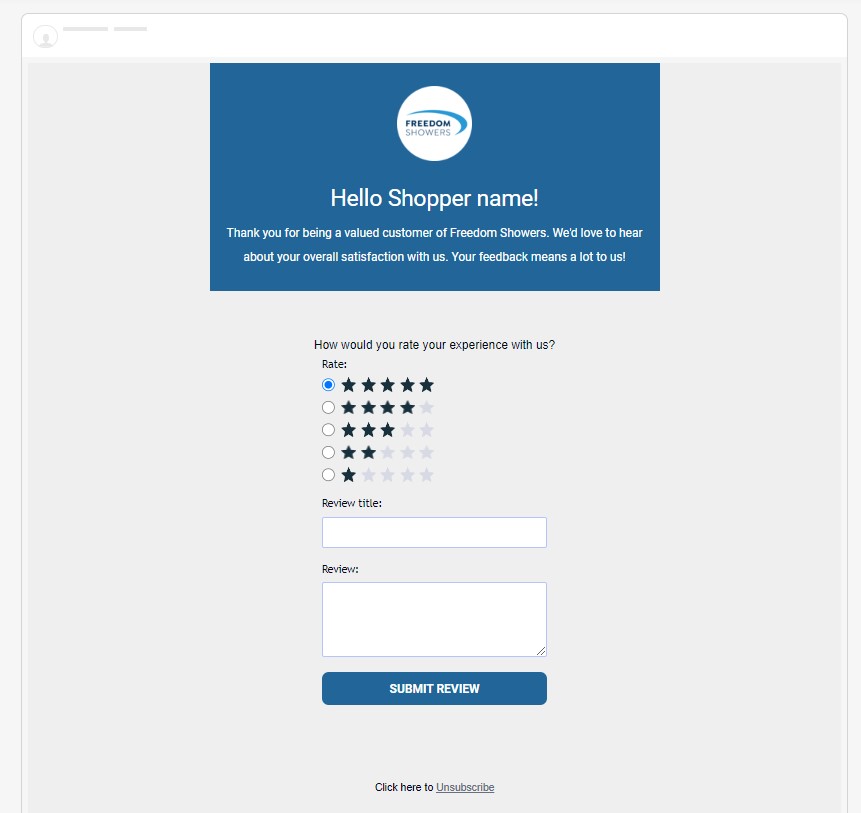 FREEDOM
SHOWERS
Hello Shopper name!
Thank you for being a valued customer of Freedom Showers. We'd love to hear
about your overall satisfaction with us. Your feedback means a lot to us!
How would you rate your experience with us?
Rate:
Review title:
Review:
SUBMIT REVIEW
Click here to Unsubscribe